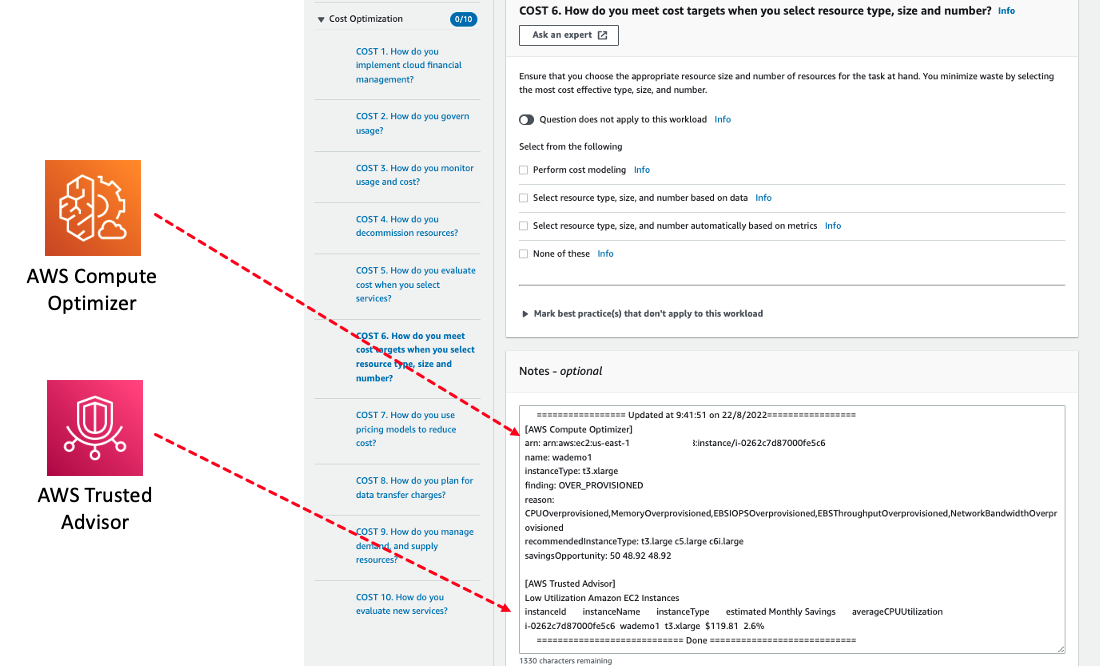 AWS Compute
Optimizer
AWS Trusted
Advisor
Cost Optimization
0/10
COST 1. How do you
implement cloud financial
management?
COST 2. How do you govern
usage?
COST 3. How do you monitor
usage and cost?
COST 4. How do you
decommission resources?
COST 5. How do you evaluate
cost when you select
services?
COST 6. How do you meet
cost targets when you select
resource type, size and
number?
COST 7. How do you use
pricing models to reduce
cost?
COST 8. How do you plan for
data transfer charges?
COST 9. How do you manage
demand, and supply
resources?
COST 10. How do you
evaluate new services?
COST 6. How do you meet cost targets when you select resource type, size and number? Info
Ask an expert
Ensure that you choose the appropriate resource size and number of resources for the task at hand. You minimize waste by selecting
the most cost effective type, size, and number.
Question does not apply to this workload Info
Select from the following
Perform cost modeling Info
Select resource type, size, and number based on data Info
Select resource type, size, and number automatically based on metrics Info
None of these Info
Mark best practice(s) that don't apply to this workload
Notes - optional
================= Updated at 9:41:51 on 22/8/2022=================
[AWS Compute Optimizer]
arn: arn:aws:ec2:us-east-1 :instance/i-0262c7d87000fe5c6
name: wademo1
instanceType: t3.xlarge
finding: OVER_PROVISIONED
reason:
CPUOverprovisioned,MemoryOverprovisioned,EBSIOPSOverprovisioned,EBSThroughputOverprovisioned,NetworkBandwidthOverpr
ovisioned
recommendedInstanceType: t3.large c5.large c6i.large
savingsOpportunity: 50 48.92 48.92
[AWS Trusted Advisor]
Low Utilization Amazon EC2 Instances
instanceId instanceName instanceType estimated Monthly Savings averageCPUUtilization
i-0262c7d87000fe5c6 wademo1 t3.xlarge $119.81 2.6%
============================ Done ============================
1330 characters remaining